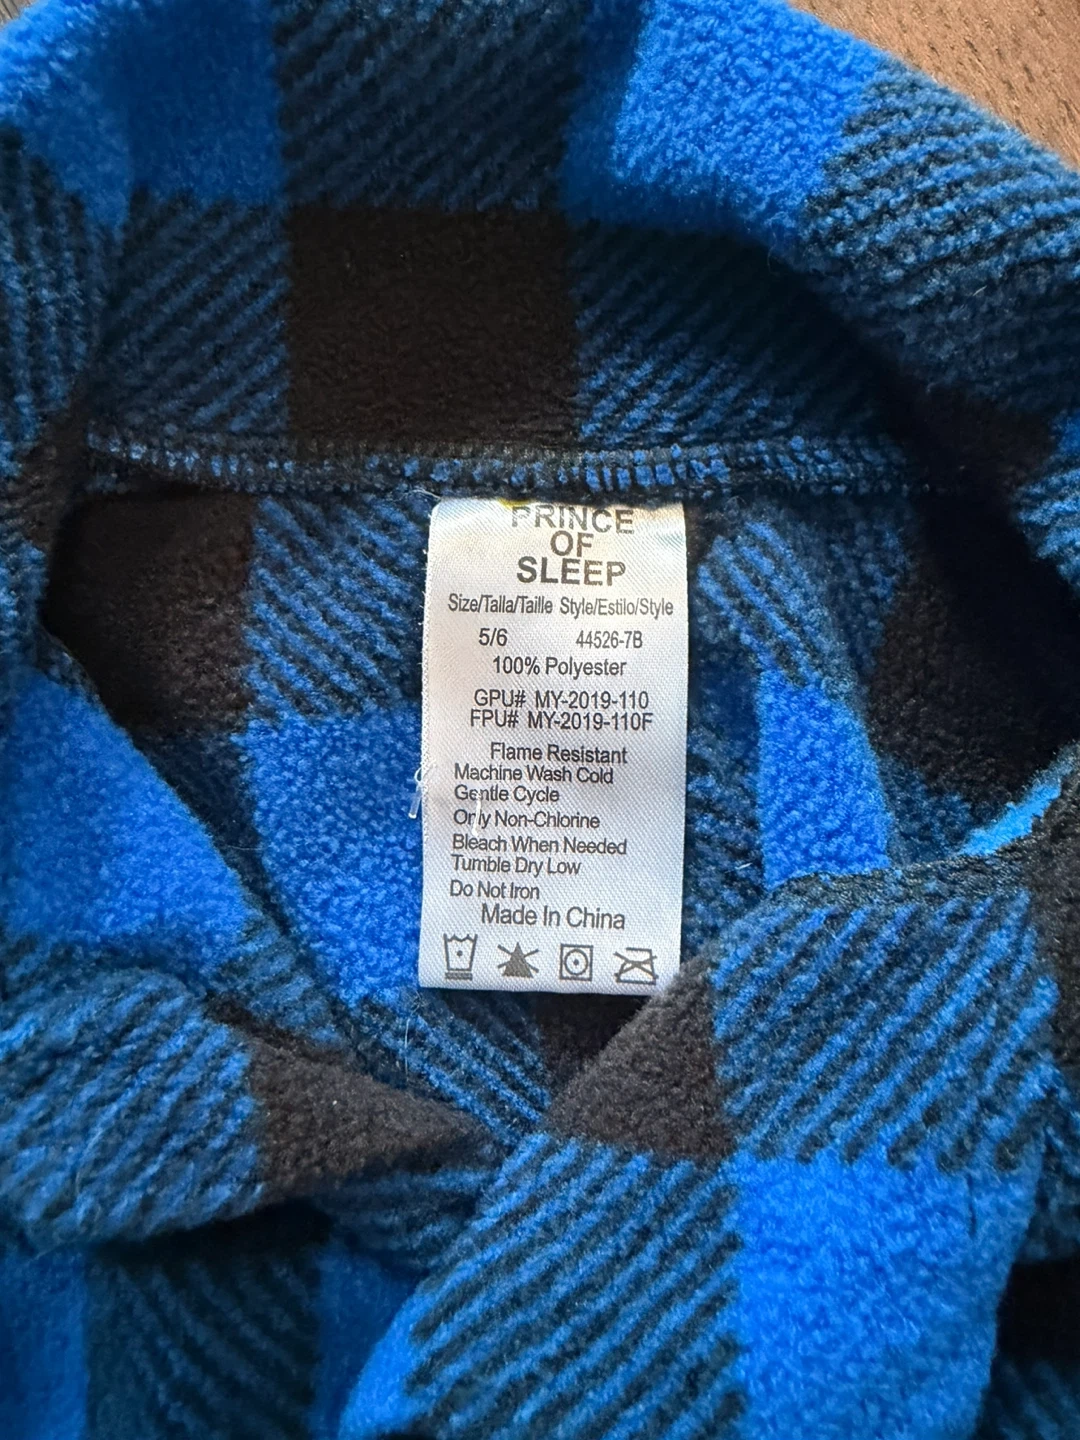 PRINCE
OF
SLEEP
Size/Talla/Taille Style/Estilo/Style
5/6 44526-7B
100% Polyester
GPU# MY-2019-110
FPU# MY-2019-110F
Flame Resistant
Machine Wash Cold
Gentle Cycle
Only Non-Chlorine
Bleach When Needed
Tumble Dry Low
Do Not Iron
Made In China